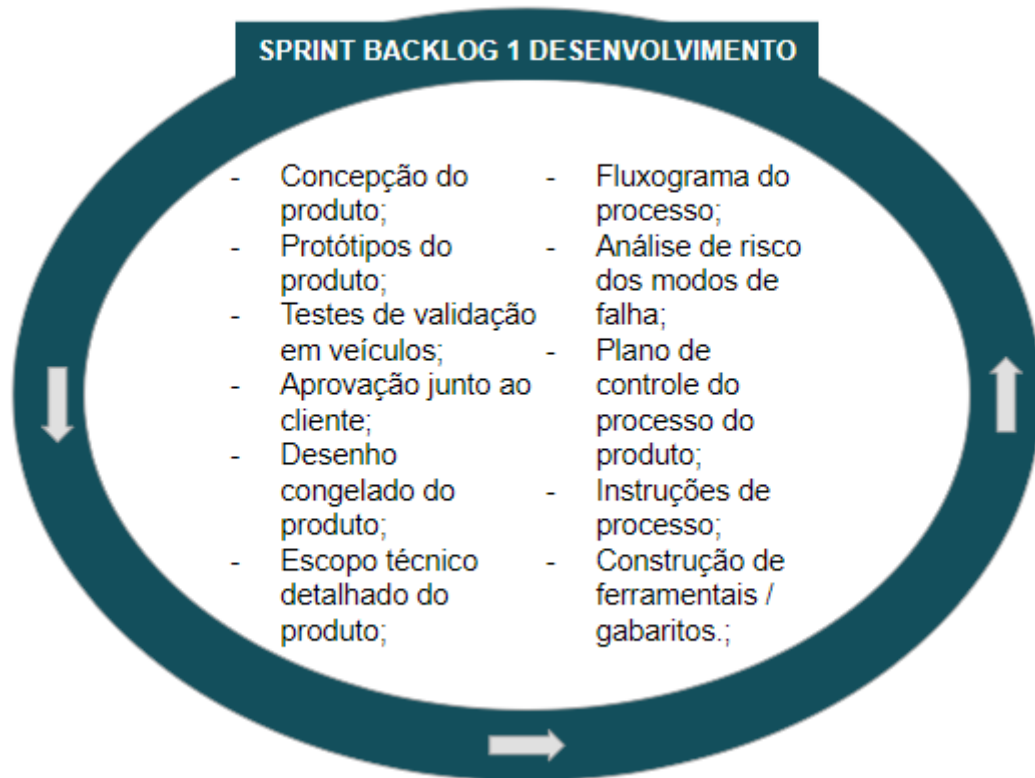 SPRINT BACKLOG 1 DESENVOLVIMENTO
- Concepção do
produto;
- Protótipos do
produto;
- Testes de validação
em veículos;
- Aprovação junto ao
cliente;
- Desenho
congelado do
produto;
- Escopo técnico
detalhado do
produto;
- Fluxograma do
processo;
- Análise de risco
dos modos de
falha;
- Plano de
controle do
processo do
produto;
- Instruções de
processo;
- Construção de
ferramentais /
gabaritos.;